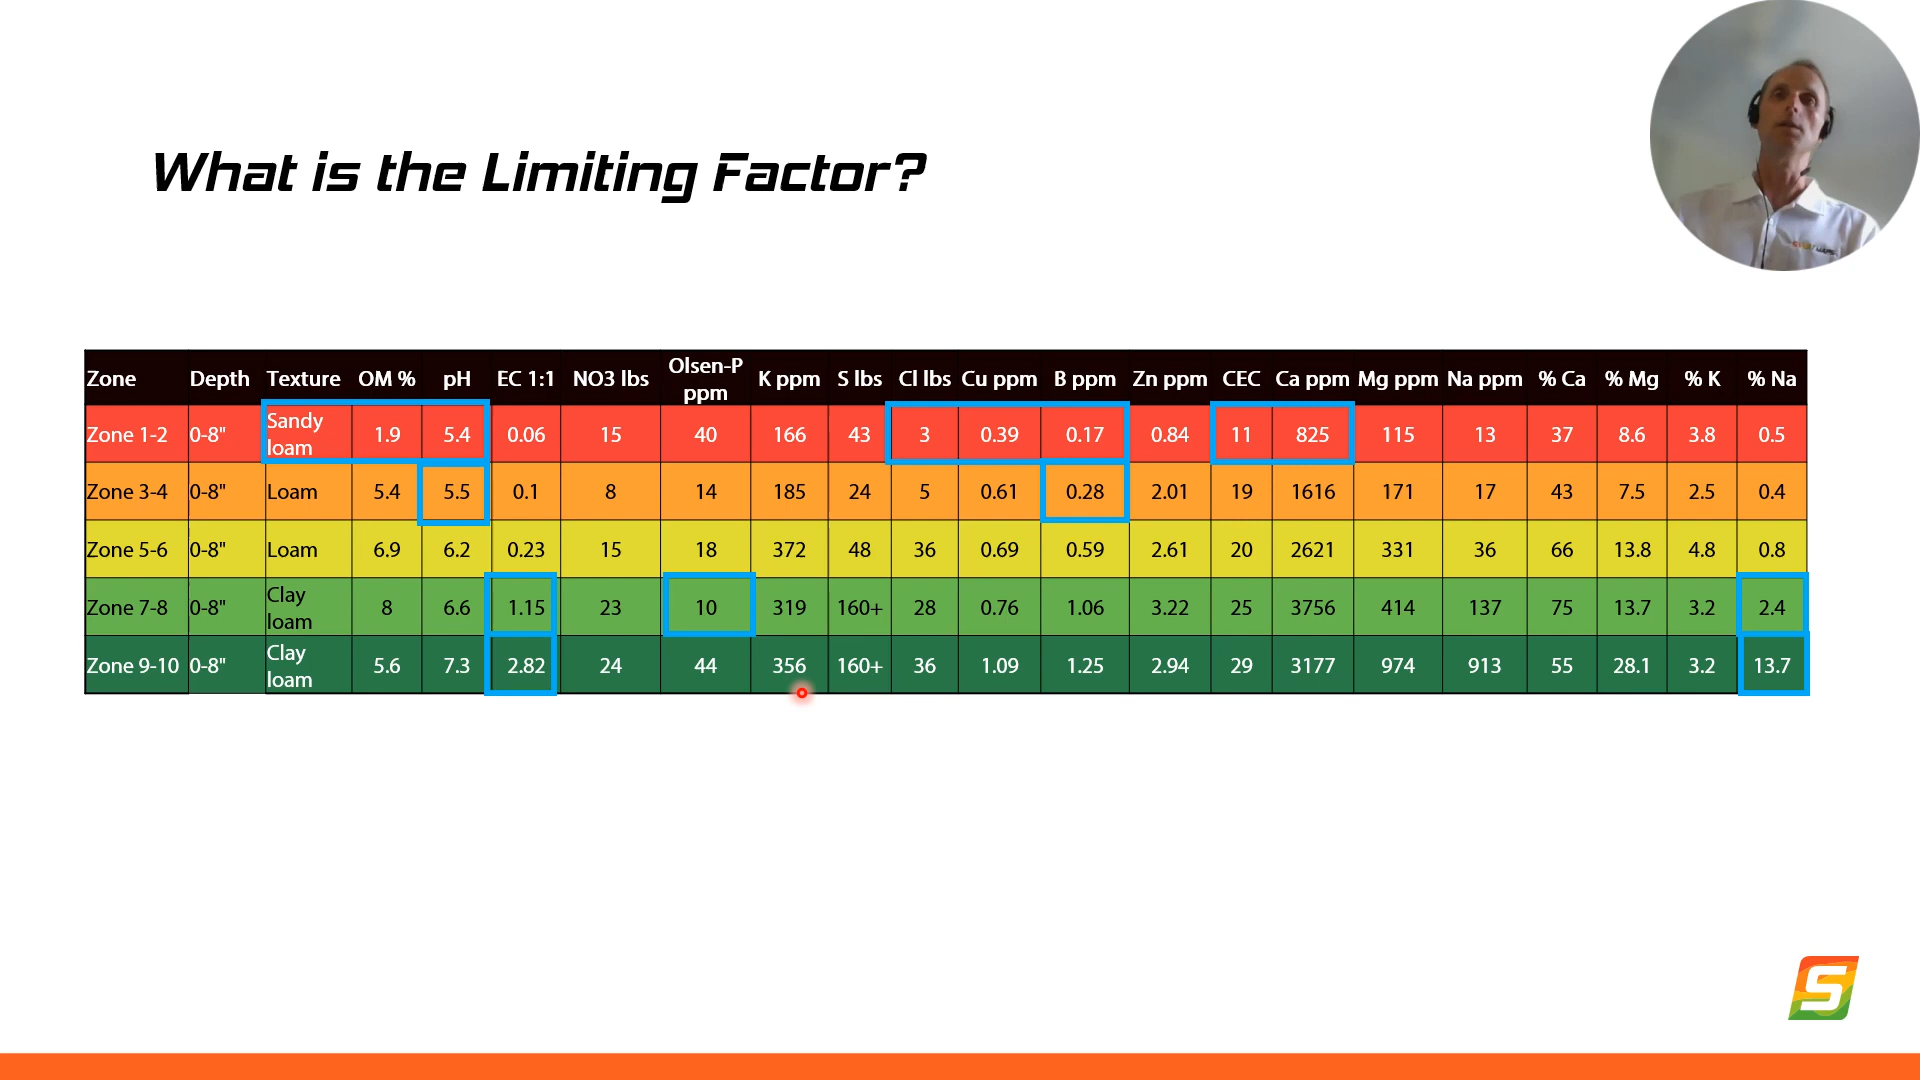 What is the Limiting Factor?
Zone Depth Texture OM % pH EC 1:1 NO3 lbs Olsen-P ppm K ppm S lbs Cl lbs Cu ppm B ppm Zn ppm CEC Ca ppm Mg ppm Na ppm % Ca % Mg % K % Na
Zone 1-2 0-8" Sandy loam 1.9 5.4 0.06 15 40 166 43 3 0.39 0.17 0.84 11 825 115 13 37 8.6 3.8 0.5
Zone 3-4 0-8" Loam 5.4 5.5 0.1 8 14 185 24 5 0.61 0.28 2.01 19 1616 171 17 43 7.5 2.5 0.4
Zone 5-6 0-8" Loam 6.9 6.2 0.23 15 18 372 48 36 0.69 0.59 2.61 20 2621 331 36 66 13.8 4.8 0.8
Zone 7-8 0-8" Clay loam 8 6.6 1.15 23 10 319 160+ 28 0.76 1.06 3.22 25 3756 414 137 75 13.7 3.2 2.4
Zone 9-10 0-8" Clay loam 5.6 7.3 2.82 24 44 356 160+ 36 1.09 1.25 2.94 29 3177 974 913 55 28.1 3.2 13.7
S